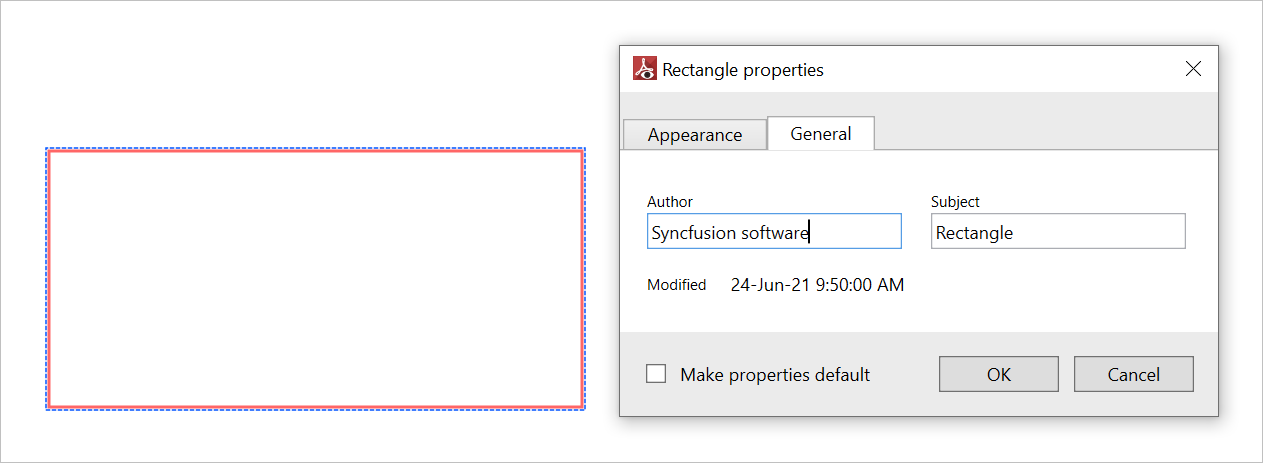 Rectangle properties
Appearance General
Author Subject
Syncfusion software Rectangle
Modified 24-Jun-21 9:50:00 AM
Make properties default OK Cancel